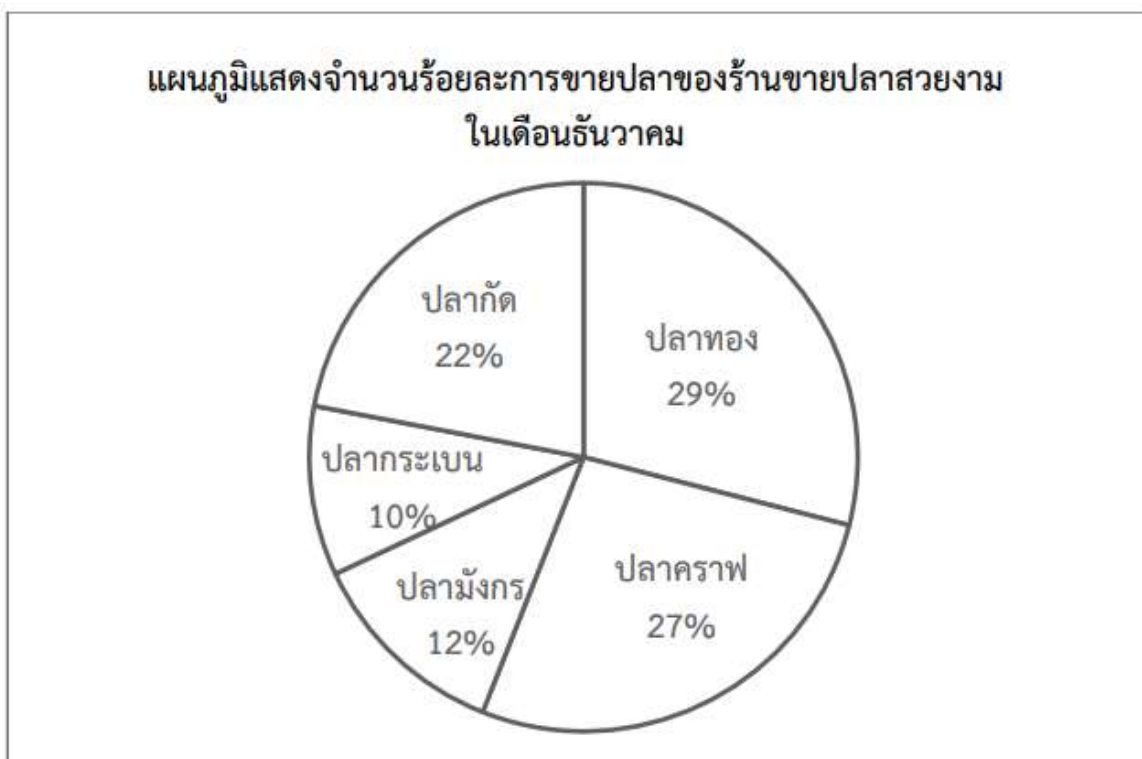 แผนภูมิแสดงจำนวนร้อยละการขายปลาของร้านขายปลาสวยงาม
ในเดือนธันวาคม
ปลากัด
22%
ปลาทอง
29%
ปลากระเบน
10%
ปลามังกร
12%
ปลาคราฟ
27%